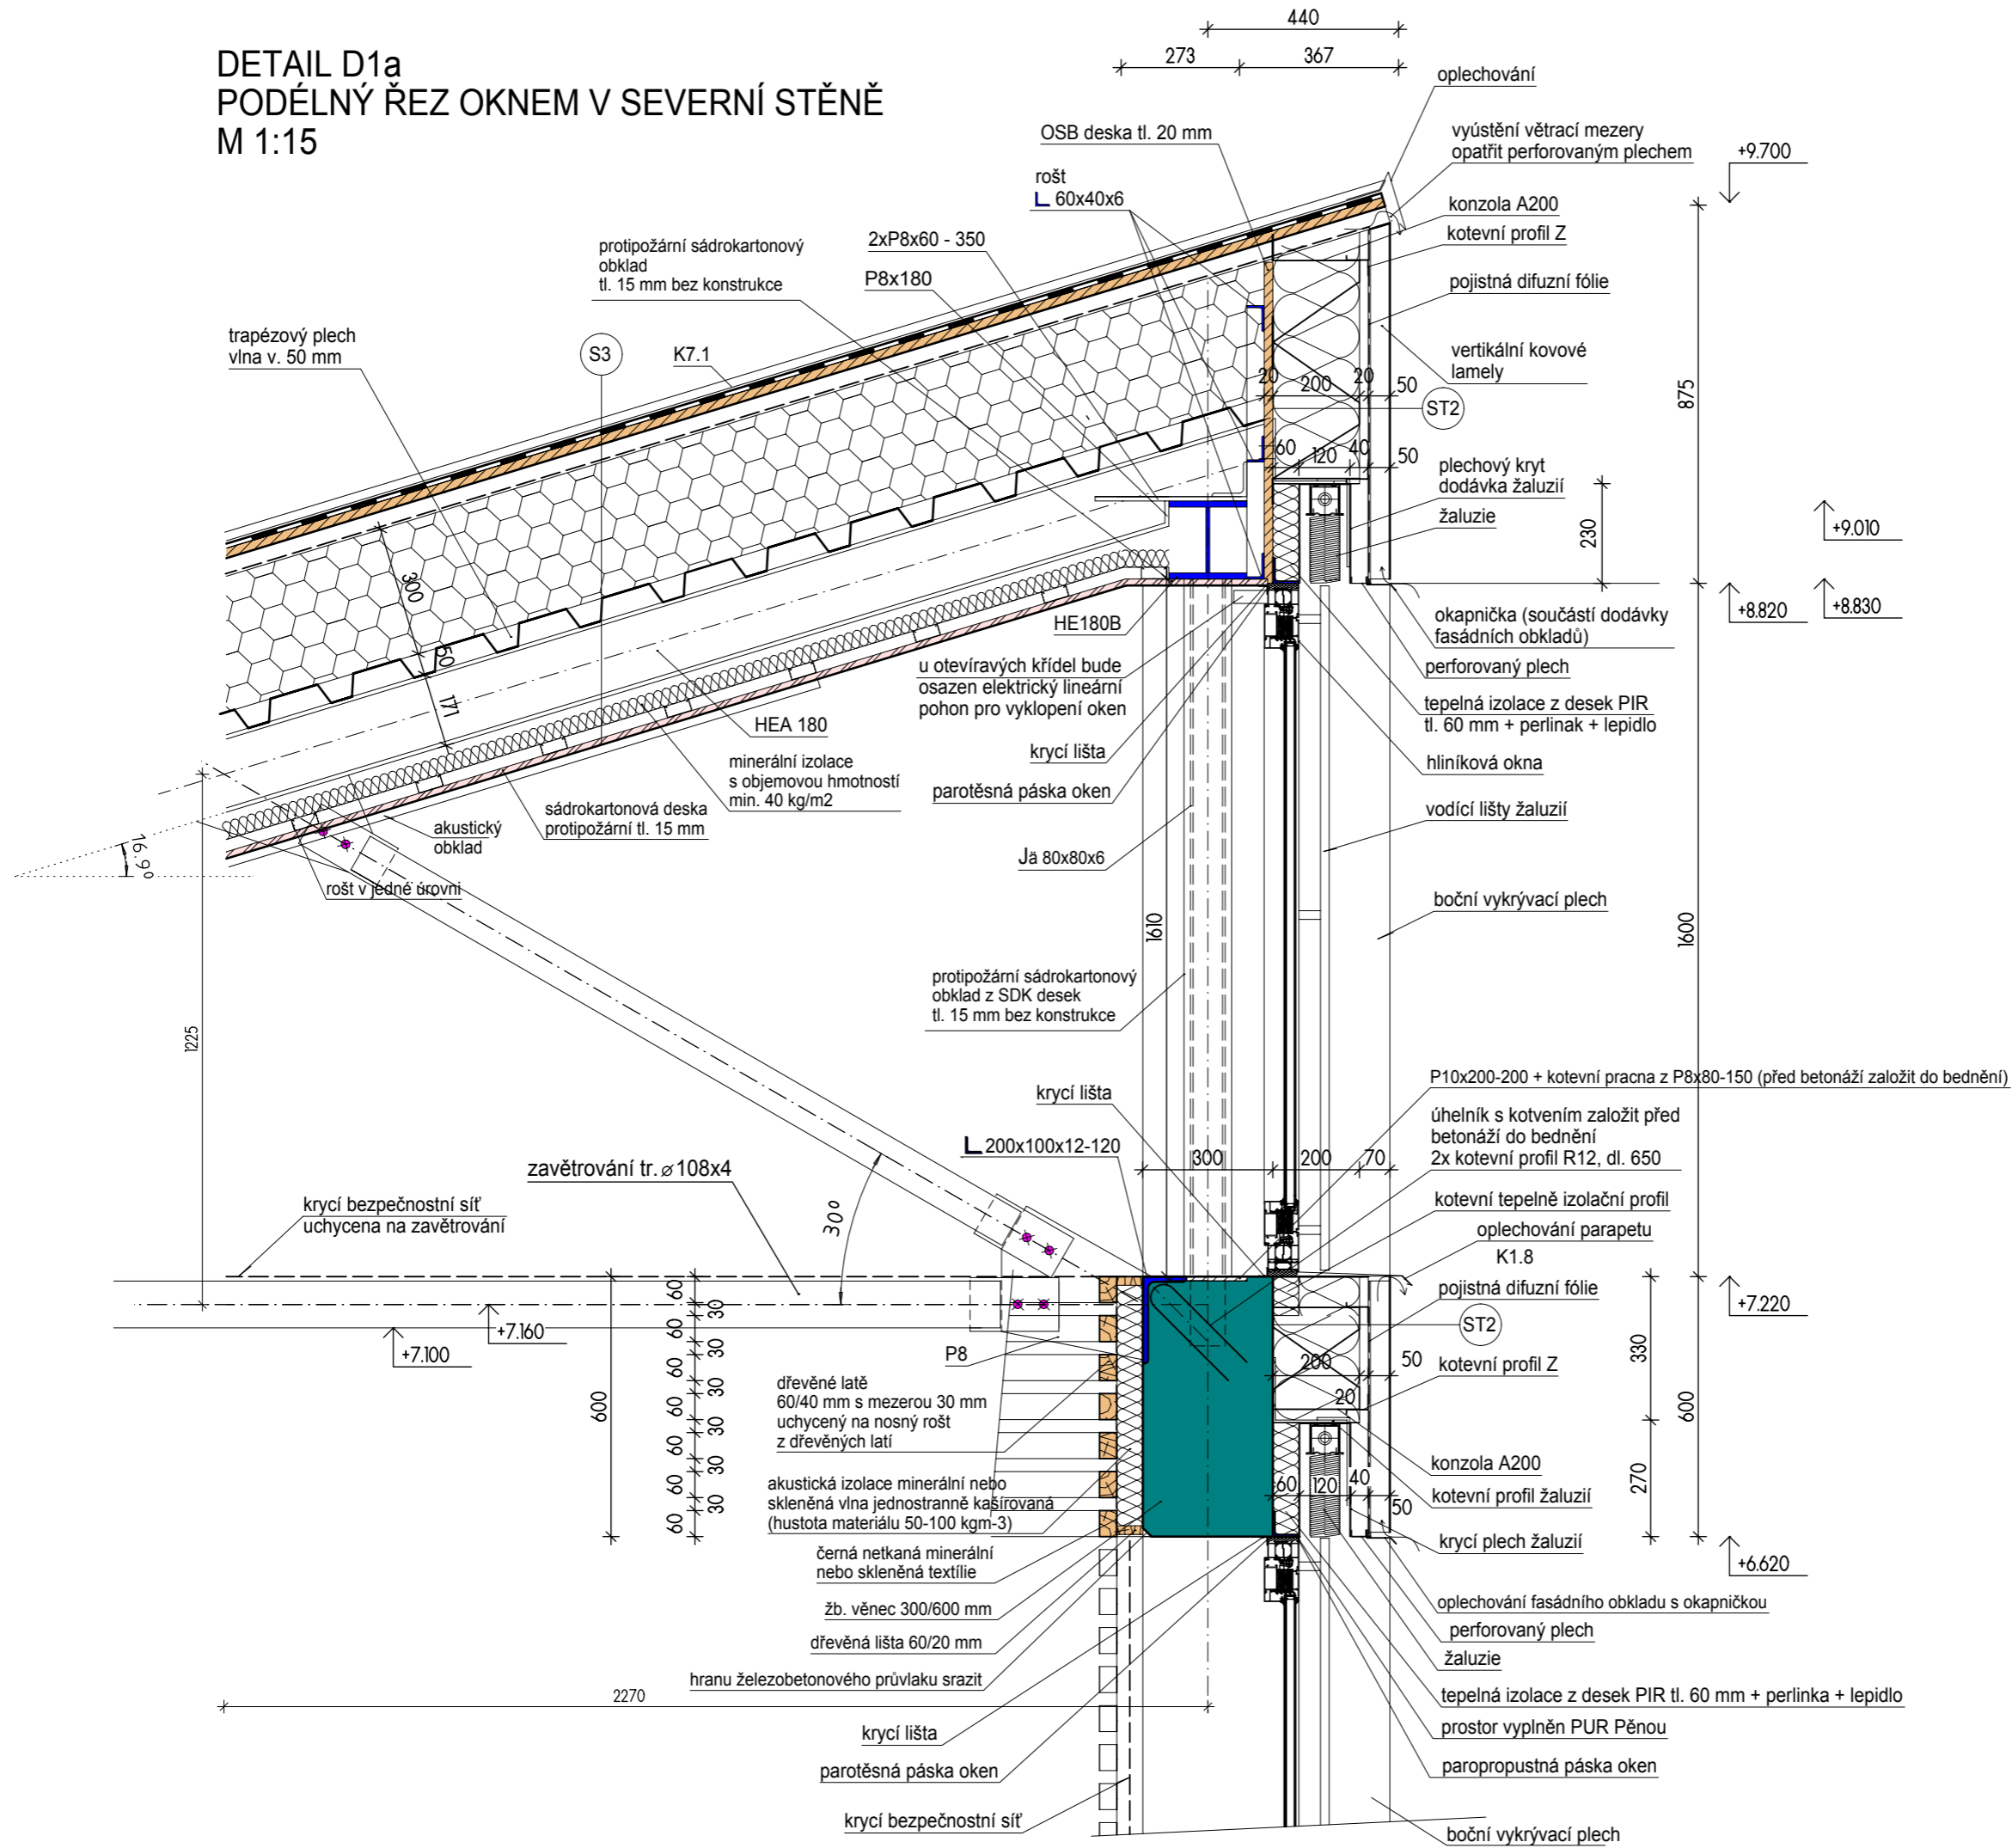 DETAIL D1a
PODÉLNÝ ŘEZ OKNEM V SEVERNÍ STĚNĚ
M 1:15
440
273
367
oplechování
OSB deska tl. 20 mm
vyústění větrací mezery
opatřit perforovaným plechem
+9.700
rošt
60x40x6
konzola A200
kotevní profil Z
2xP8x60 - 350
P8x180
protipožární sádrokartonový
obklad
tl. 15 mm bez konstrukce
pojistná difuzní fólie
trapézový plech
vlna v. 50 mm
S3
K7.1
vertikální kovové
lamely
20
200
20
50
ST2
875
60
120
40
50
plechový kryt
dodávka žaluzií
žaluzie
230
+9.010
300
50
171
HE180B
+8.820
+8.830
okapnička (součástí dodávky
fasádních obkladů)
perforovaný plech
u otevíravých křídel bude
osazen elektrický lineární
pohon pro vyklopení oken
tepelná izolace z desek PIR
tl. 60 mm + perlinak + lepidlo
HEA 180
krycí lišta
hliníková okna
minerální izolace
s objemovou hmotností
min. 40 kg/m2
parotěsná páska oken
vodící lišty žaluzií
sádrokartonová deska
protipožární tl. 15 mm
akustický
obklad
16.9°
Jä 80x80x6
rošt v jedné úrovni
boční vykrývací plech
1610
1600
1225
protipožární sádrokartonový
obklad z SDK desek
tl. 15 mm bez konstrukce
P10x200-200 + kotevní pracna z P8x80-150 (před betonáží založit do bednění)
krycí lišta
úhelník s kotvením založit před
betonáží do bednění
2x kotevní profil R12, dl. 650
200x100x12-120
300
200
70
zavětrování tr. ⌀ 108x4
30°
krycí bezpečnostní síť
uchycena na zavětrování
kotevní tepelně izolační profil
oplechování parapetu
K1.8
pojistná difuzní fólie
+7.220
ST2
+7.160
+7.100
60
30
60
30
60
30
60
30
60
30
60
30
60
600
P8
330
200
50
kotevní profil Z
20
dřevěné latě
60/40 mm s mezerou 30 mm
uchycený na nosný rošt
z dřevěných latí
600
konzola A200
akustická izolace minerální nebo
skleněná vlna jednostranně kašírovaná
(hustota materiálu 50-100 kgm-3)
60
120
40
50
kotevní profil žaluzií
270
krycí plech žaluzií
černá netkaná minerální
nebo skleněná textílie
+6.620
žb. věnec 300/600 mm
oplechování fasádního obkladu s okapničkou
perforovaný plech
dřevěná lišta 60/20 mm
žaluzie
hranu železobetonového průvlaku srazit
2270
tepelná izolace z desek PIR tl. 60 mm + perlinka + lepidlo
krycí lišta
prostor vyplněn PUR Pěnou
parotěsná páska oken
paropropustná páska oken
krycí bezpečnostní síť
boční vykrývací plech